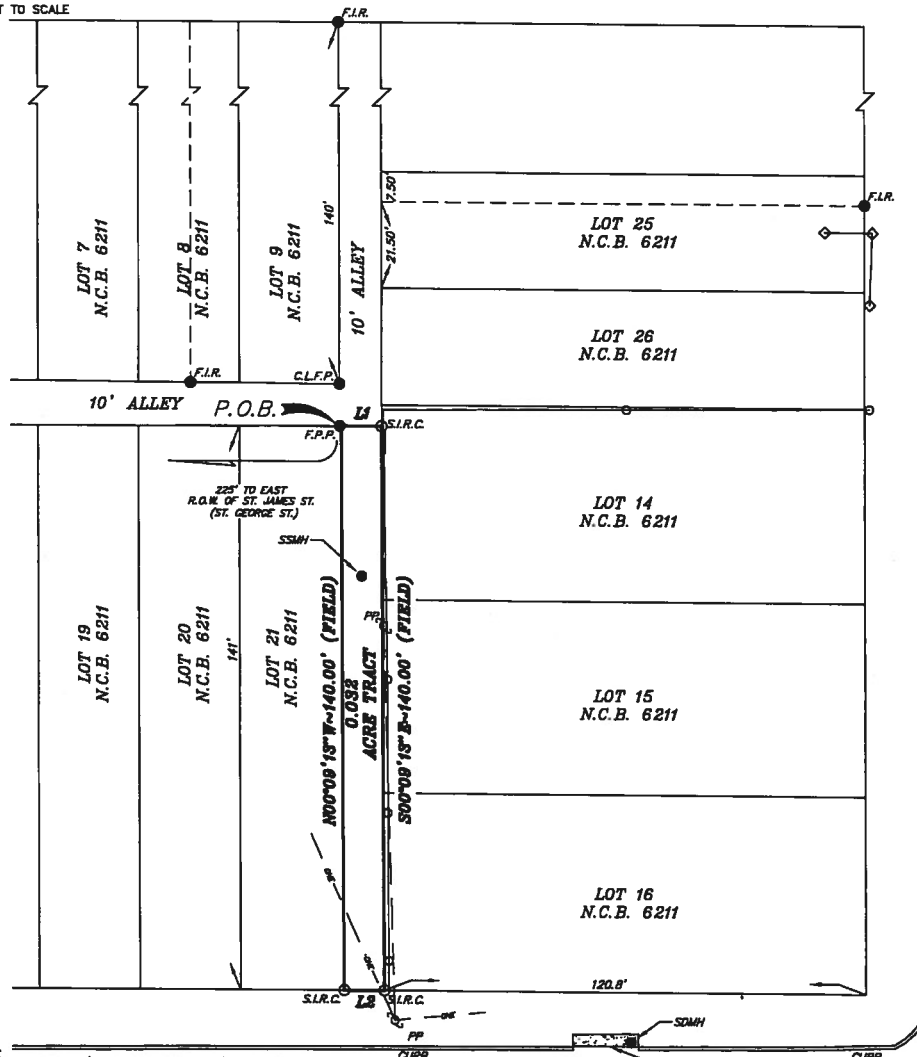 T TO SCALE
F.I.R.
7.50'
F.I.R.
LOT 25
N.C.B. 6211
21.50'
140'
LOT 7
N.C.B. 6211
LOT 8
N.C.B. 6211
LOT 9
N.C.B. 6211
10' ALLEY
LOT 26
N.C.B. 6211
F.I.R.
C.L.F.P.
10' ALLEY
P.O.B.
L1
S.I.R.C.
F.P.P.
225' TO EAST
R.O.W. OF ST. JAMES ST.
(ST. GEORGE ST.)
LOT 14
N.C.B. 6211
SSMH
PP
LOT 19
N.C.B. 6211
LOT 20
N.C.B. 6211
141'
LOT 21
N.C.B. 6211
N00°09'13"W~140.00' (FIELD)
0.032
ACRE TRACT
S00°09'13"E~140.00' (FIELD)
LOT 15
N.C.B. 6211
LOT 16
N.C.B. 6211
120.8'
S.I.R.C.
L2
S.I.R.C.
PP
SDMH
CURB
CURB